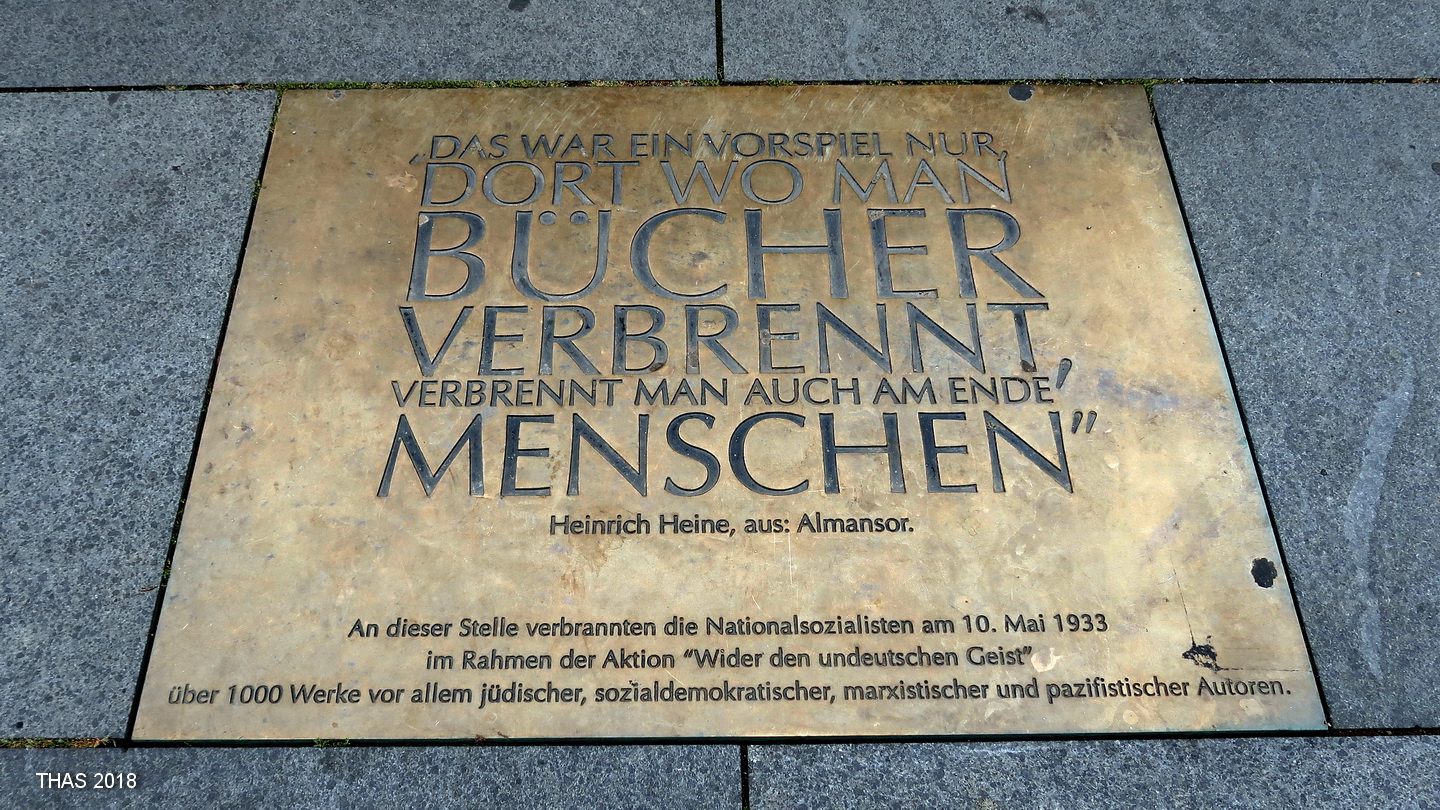 „DAS WAR EIN VORSPIEL NUR,
DORT WO MAN
BÜCHER
VERBRENNT,
VERBRENNT MAN AUCH AM ENDE
MENSCHEN”
Heinrich Heine, aus: Almansor.
An dieser Stelle verbrannten die Nationalsozialisten am 10. Mai 1933
im Rahmen der Aktion “Wider den undeutschen Geist”
über 1000 Werke vor allem jüdischer, sozialdemokratischer, marxistischer und pazifistischer Autoren.
THAS 2018